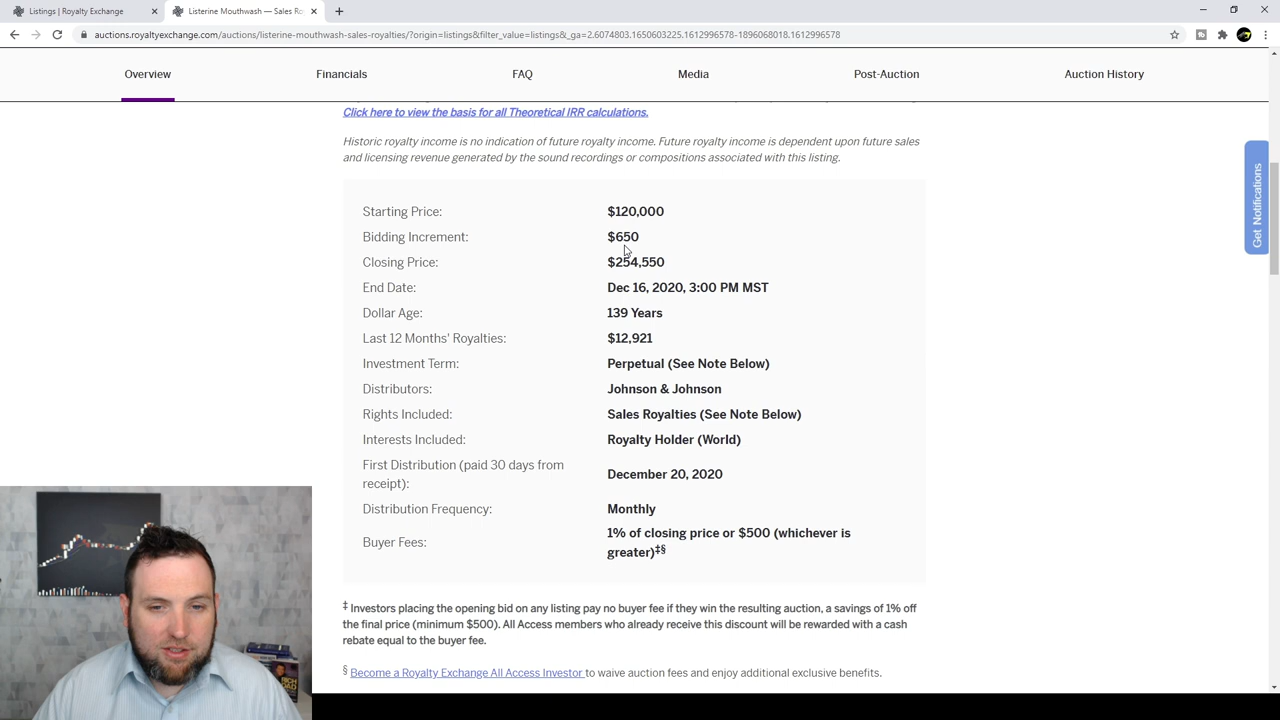 Listings | Royalty Exchange
Listerine Mouthwash — Sales Ro
auctions.royaltyexchange.com/auctions/listerine-mouthwash-sales-royalties/?origin=listings&filter_value=listings&_ga=2.6074803.1650603225.1612996578-1896068018.1612996578
Overview
Financials
FAQ
Media
Post-Auction
Auction History
Click here to view the basis for all Theoretical IRR calculations.
Historic royalty income is no indication of future royalty income. Future royalty income is dependent upon future sales
and licensing revenue generated by the sound recordings or compositions associated with this listing.
Get Notifications
Starting Price: $120,000
Bidding Increment: $650
Closing Price: $254,550
End Date: Dec 16, 2020, 3:00 PM MST
Dollar Age: 139 Years
Last 12 Months' Royalties: $12,921
Investment Term: Perpetual (See Note Below)
Distributors: Johnson & Johnson
Rights Included: Sales Royalties (See Note Below)
Interests Included: Royalty Holder (World)
First Distribution (paid 30 days from
receipt): December 20, 2020
Distribution Frequency: Monthly
Buyer Fees: 1% of closing price or $500 (whichever is
greater)‡§
‡ Investors placing the opening bid on any listing pay no buyer fee if they win the resulting auction, a savings of 1% off
the final price (minimum $500). All Access members who already receive this discount will be rewarded with a cash
rebate equal to the buyer fee.
§ Become a Royalty Exchange All Access Investor to waive auction fees and enjoy additional exclusive benefits.